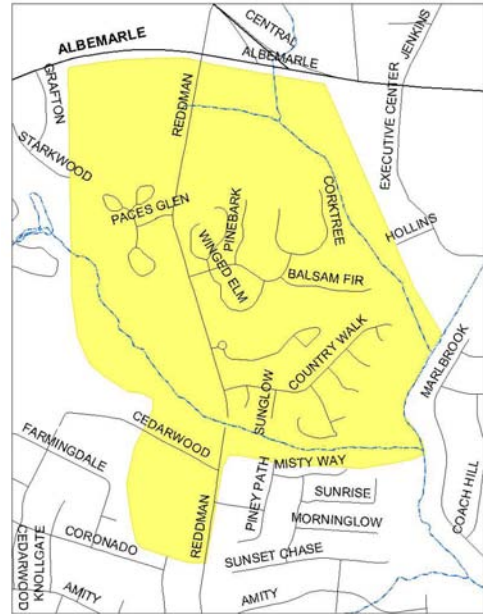 CENTRAL
ALBEMARLE
ALBEMARLE
JENKINS
GRAFTON
REDDMAN
EXECUTIVE CENTER
STARKWOOD
PACES GLEN
PINEBARK
CORKTREE
HOLLINS
WINGED ELM
BALSAM FIR
COUNTRY WALK
MARLBROOK
SUNGLOW
CEDARWOOD
FARMINGDALE
MISTY WAY
PINEY PATH
SUNRISE
COACH HILL
MORNINGLOW
REDDMAN
CORONADO
SUNSET CHASE
CEDARWOOD
KNOLLGATE
AMITY
AMITY